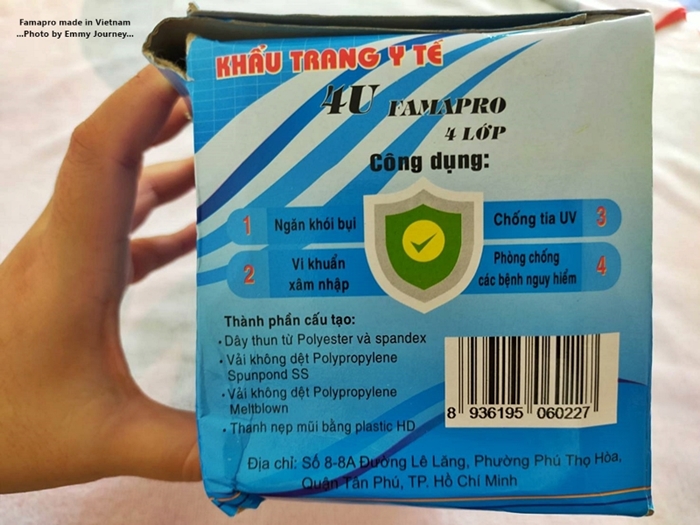 Famapro made in Vietnam
...Photo by Emmy Journey...
KHẨU TRANG Y TẾ
4U FAMAPRO
4 LỚP
Công dụng:
1 Ngăn khói bụi
2 Vi khuẩn
xâm nhập
Chống tia UV 3
Phòng chống
các bệnh nguy hiểm 4
Thành phần cấu tạo:
• Dây thun từ Polyester và spandex
• Vải không dệt Polypropylene
Spunpond SS
• Vải không dệt Polypropylene
Meltblown
• Thanh nẹp mũi bằng plastic HD
8 936195 060227
Địa chỉ: Số 8-8A Đường Lê Lăng, Phường Phú Thọ Hòa,
Quận Tân Phú, TP. Hồ Chí Minh